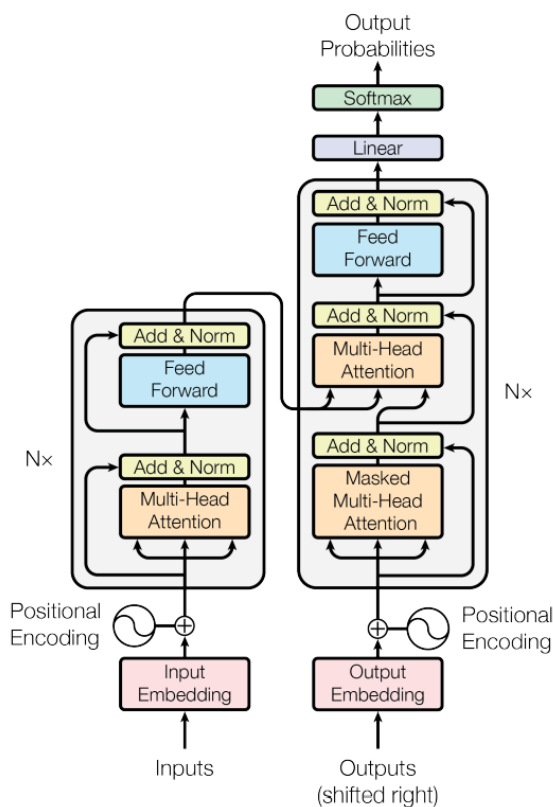 Output
Probabilities
Softmax
Linear
Add & Norm
Feed
Forward
Add & Norm
Multi-Head
Attention
Add & Norm
Masked
Multi-Head
Attention
N×
Add & Norm
Feed
Forward
Add & Norm
Multi-Head
Attention
N×
Positional
Encoding
Input
Embedding
Inputs
Positional
Encoding
Output
Embedding
Outputs
(shifted right)